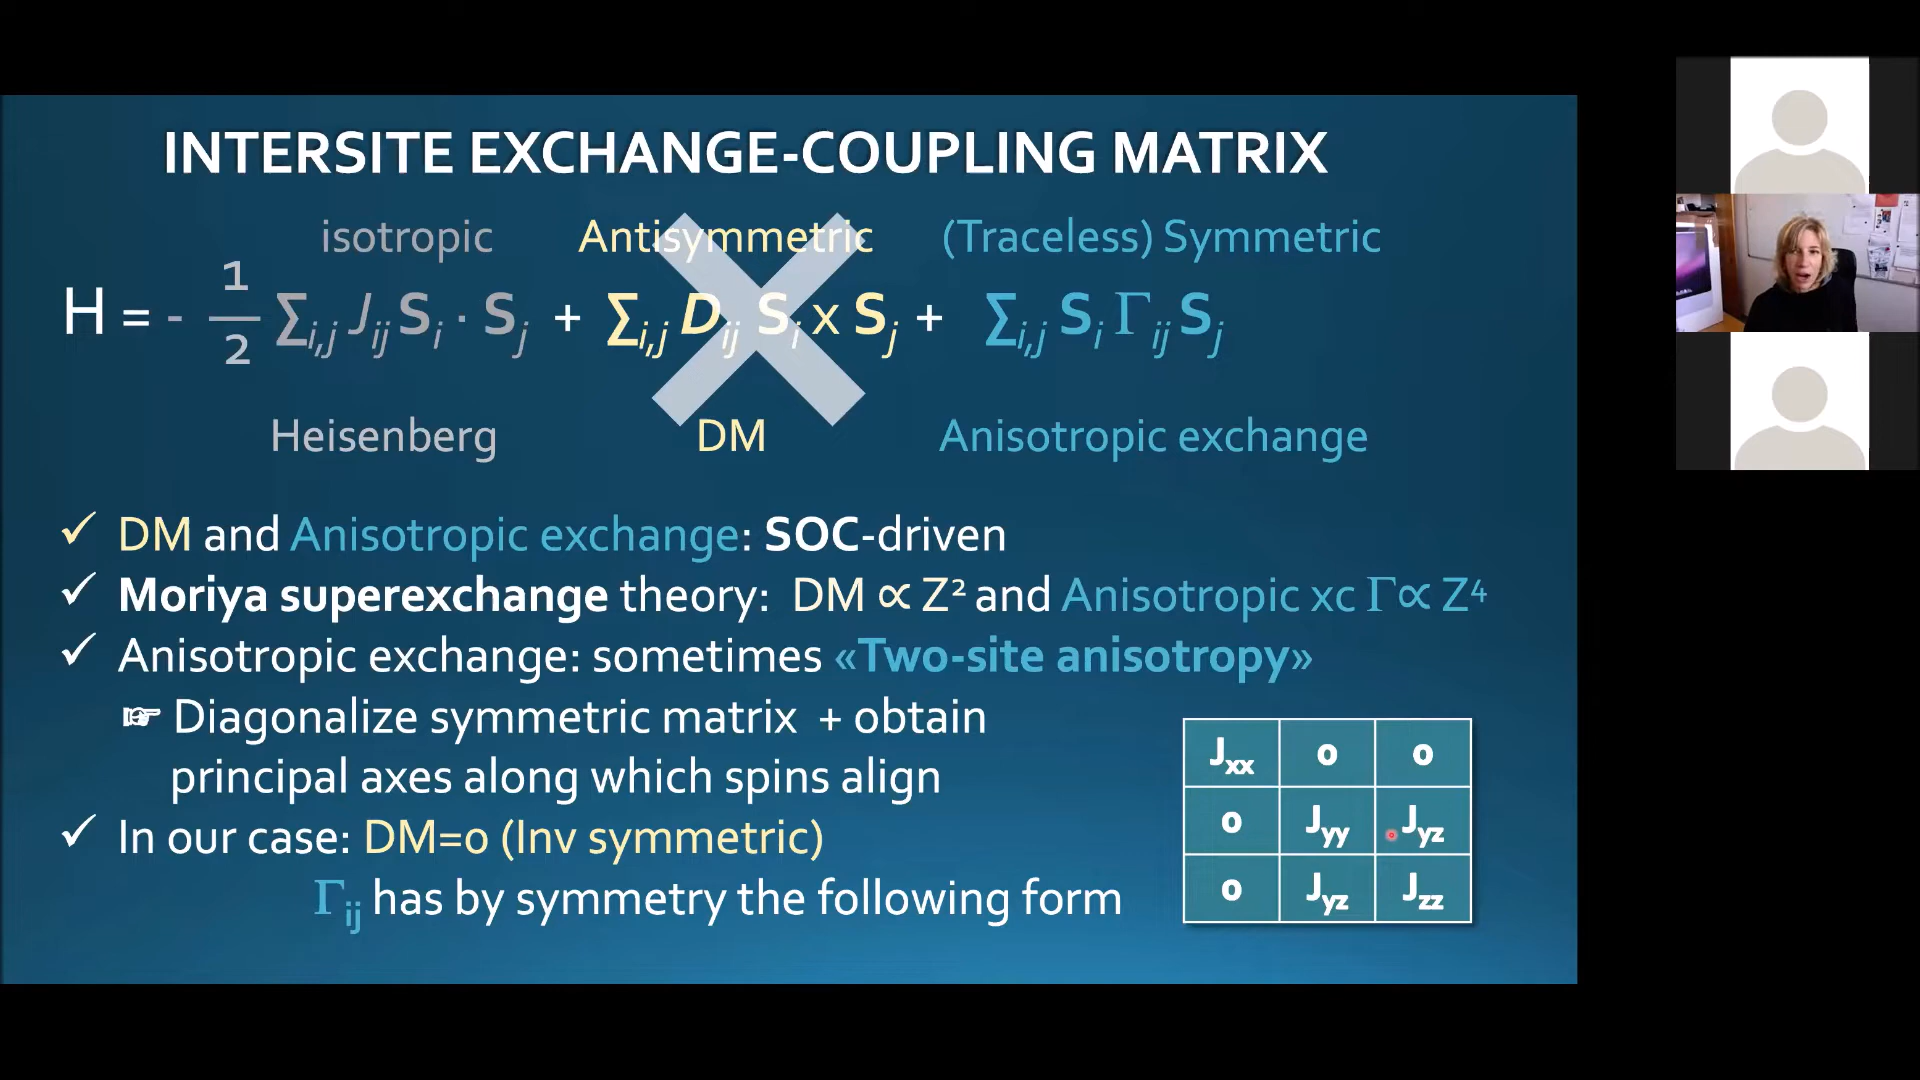 INTERSITE EXCHANGE-COUPLING MATRIX
isotropic Antisymmetric (Traceless) Symmetric
H = - 1/2 ∑i,j Jij Si · Sj + ∑i,j Dij Si x Sj + ∑i,j Si Γij Sj
Heisenberg DM Anisotropic exchange
✓ DM and Anisotropic exchange: SOC-driven
✓ Moriya superexchange theory: DM ∝ Z² and Anisotropic xc Γ∝ Z⁴
✓ Anisotropic exchange: sometimes «Two-site anisotropy»
☞ Diagonalize symmetric matrix + obtain
principal axes along which spins align
✓ In our case: DM=0 (Inv symmetric)
Γij has by symmetry the following form
Jxx 0 0
0 Jyy Jyz
0 Jyz Jzz